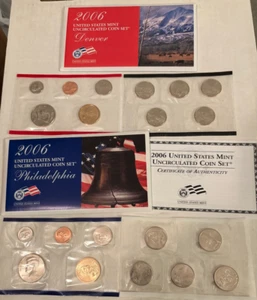 2006
UNITED STATES MINT
UNCIRCULATED COIN SET
Denver
2006
UNITED STATES MINT
UNCIRCULATED COIN SET
Philadelphia
2006 UNITED STATES MINT
UNCIRCULATED COIN SET
CERTIFICATE OF AUTHENTICITY